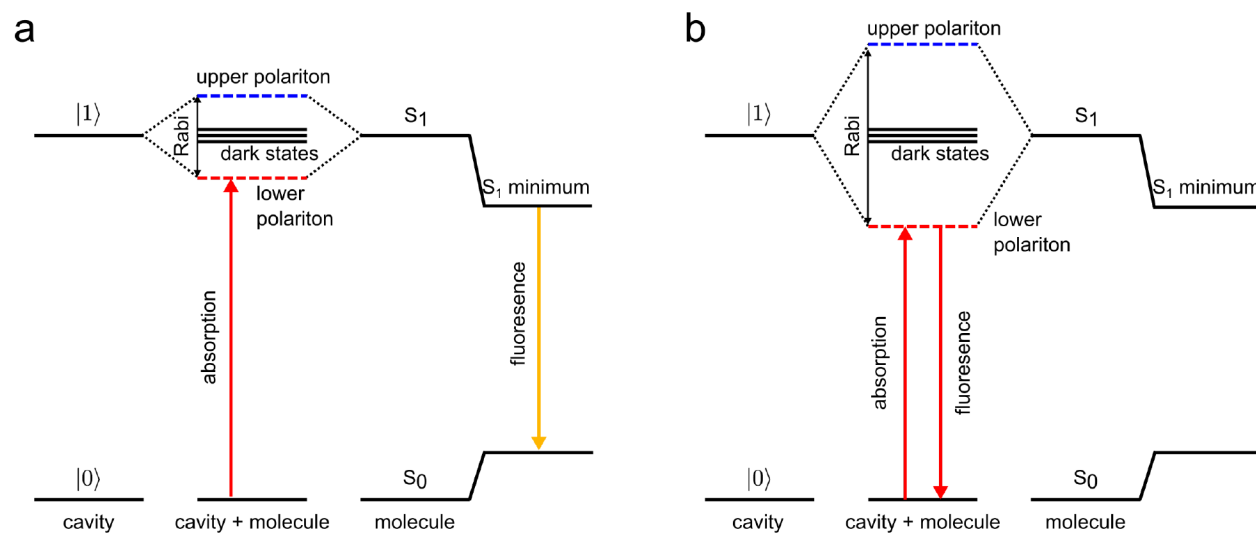 a
upper polariton
|1⟩
Rabi
S1
dark states
S1 minimum
lower
polariton
absorption
fluoresence
|0⟩
S0
cavity
cavity + molecule
molecule
b
upper polariton
|1⟩
Rabi
S1
dark states
S1 minimum
lower
polariton
absorption
fluoresence
|0⟩
S0
cavity
cavity + molecule
molecule